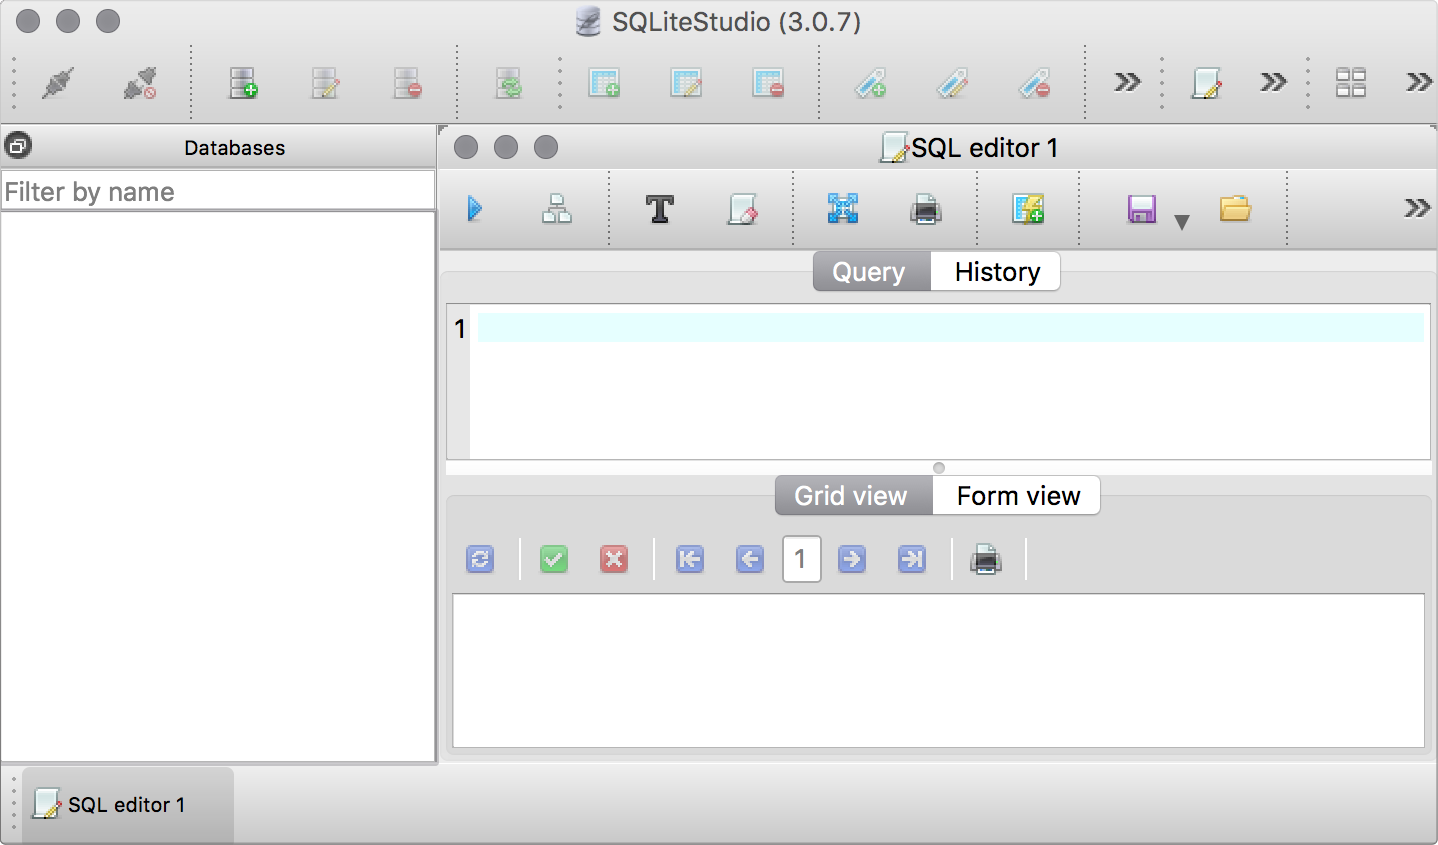 SQLiteStudio (3.0.7)
Databases
Filter by name
SQL editor 1
T
Query
History
1
Grid view
Form view
1
SQL editor 1